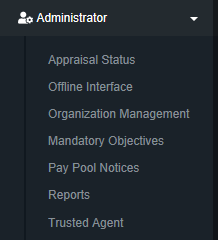 Administrator
Appraisal Status
Offline Interface
Organization Management
Mandatory Objectives
Pay Pool Notices
Reports
Trusted Agent